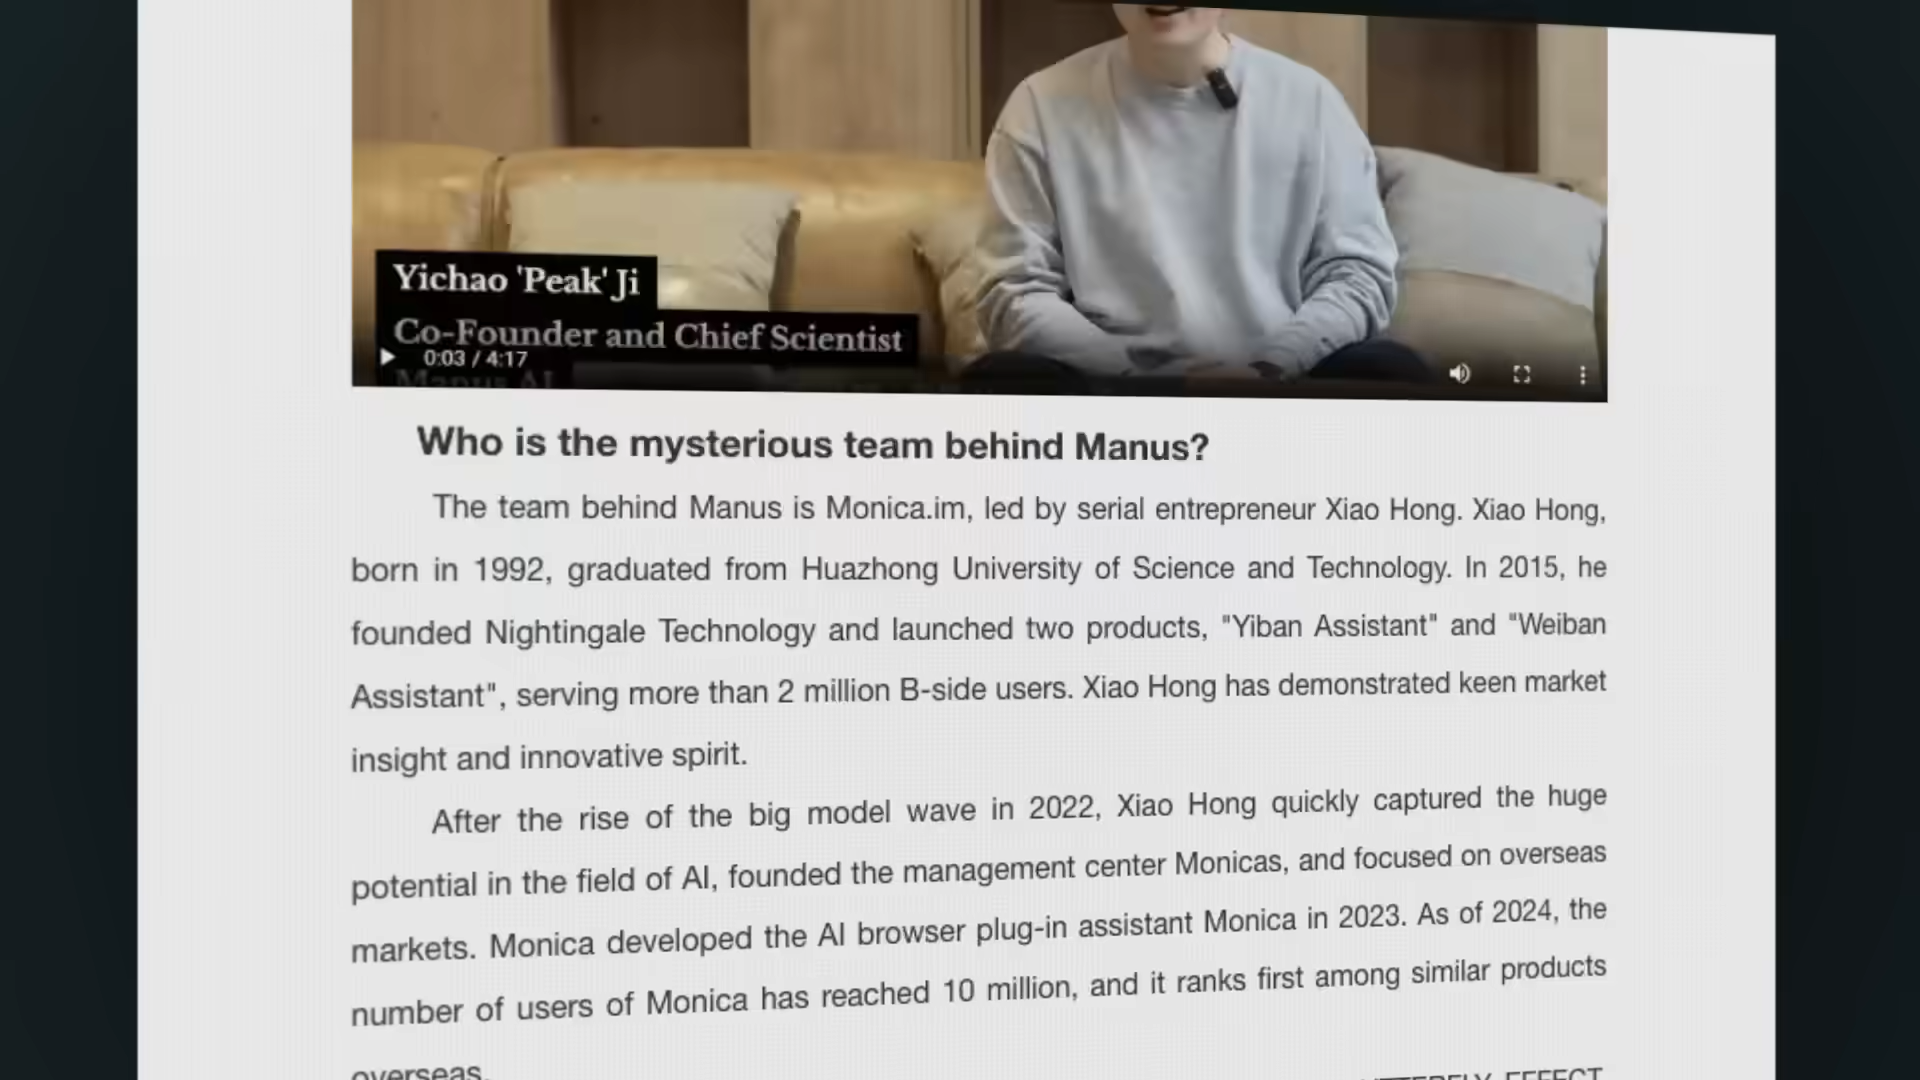 Yichao 'Peak' Ji
Co-Founder and Chief Scientist
0:03 / 4:17
Manus AI
Who is the mysterious team behind Manus?
The team behind Manus is Monica.im, led by serial entrepreneur Xiao Hong. Xiao Hong,
born in 1992, graduated from Huazhong University of Science and Technology. In 2015, he
founded Nightingale Technology and launched two products, "Yiban Assistant" and "Weiban
Assistant", serving more than 2 million B-side users. Xiao Hong has demonstrated keen market
insight and innovative spirit.
After the rise of the big model wave in 2022, Xiao Hong quickly captured the huge
potential in the field of AI, founded the management center Monicas, and focused on overseas
markets. Monica developed the AI browser plug-in assistant Monica in 2023. As of 2024, the
number of users of Monica has reached 10 million, and it ranks first among similar products
overseas.
EFFECT